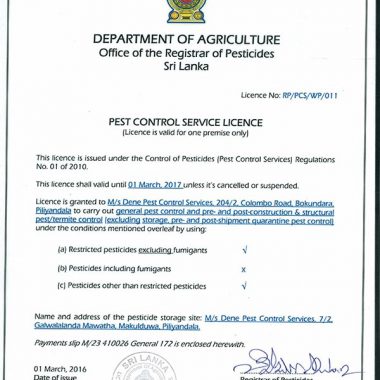 DEPARTMENT OF AGRICULTURE
Office of the Registrar of Pesticides
Sri Lanka
Licence No: RP/PCS/WP/011
PEST CONTROL SERVICE LICENCE
(Licence is valid for one premise only)
This licence is issued under the Control of Pesticides (Pest Control Services) Regulations
No. 01 of 2010.
This licence shall valid until 01 March, 2017 unless it's cancelled or suspended.
Licence is granted to M/s Dene Pest Control Services, 204/2, Colombo Road, Bokundara,
Piliyandala to carry out general pest control and pre- and post-construction & structural
pest/termite control (excluding storage, pre- and post-shipment quarantine pest control)
under the conditions mentioned overleaf by using:
(a) Restricted pesticides excluding fumigants √
(b) Pesticides including fumigants x
(c) Pesticides other than restricted pesticides √
Name and address of the pesticide storage site: M/s Dene Pest Control Services, 7/2,
Galwalalanda Mawatha, Makulduwa, Piliyandala.
Payments slip M/23 410026 General 172 is enclosed herewith.
01 March, 2016
Date of issue
SRI LANKA
Registrar of Pesticides